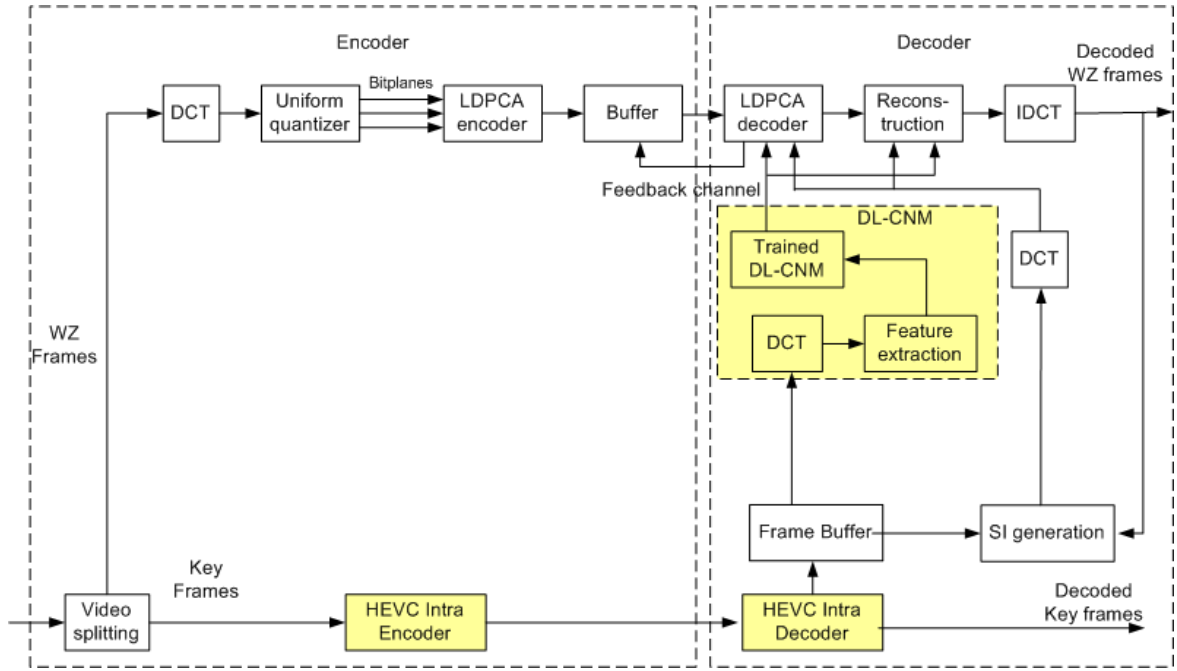 Encoder
Decoder
Decoded
WZ frames
Bitplanes
DCT
Uniform
quantizer
LDPCA
encoder
Buffer
LDPCA
decoder
Recons-
truction
IDCT
Feedback channel
DL-CNM
Trained
DL-CNM
DCT
DCT
Feature
extraction
WZ
Frames
Frame Buffer
SI generation
Key
Frames
Video
splitting
HEVC Intra
Encoder
HEVC Intra
Decoder
Decoded
Key frames